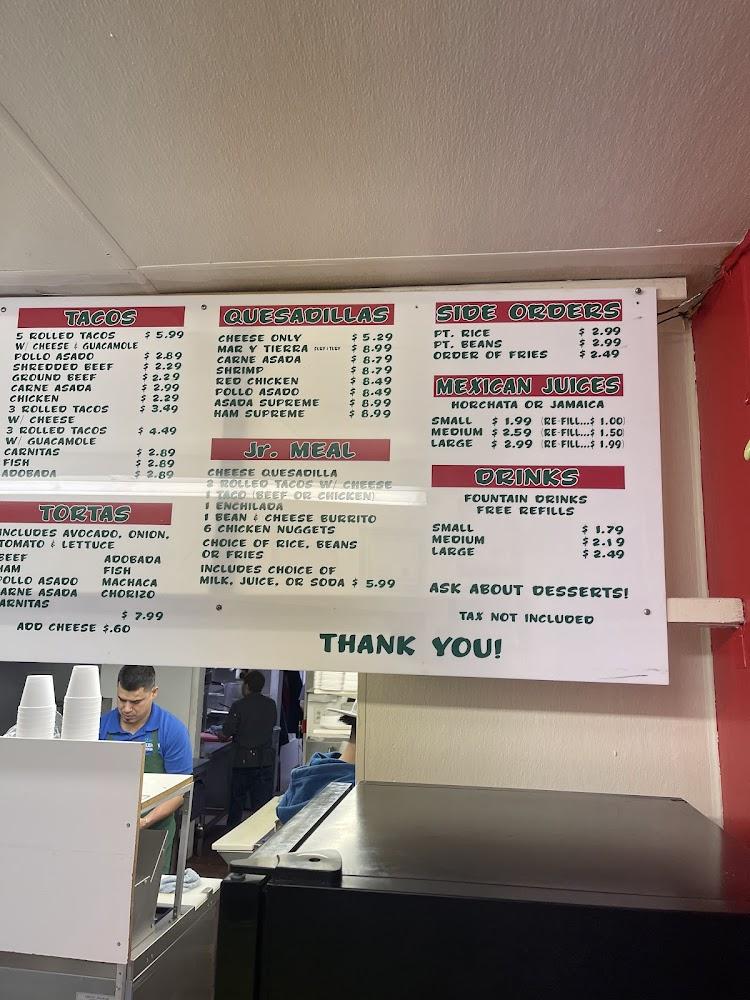 TACOS
5 ROLLED TACOS $ 5.99
W/ CHEESE & GUACAMOLE
POLLO ASADO $ 2.89
SHREDDED BEEF $ 2.29
GROUND BEEF $ 2.29
CARNE ASADA $ 2.99
CHICKEN $ 2.29
3 ROLLED TACOS $ 3.49
W/ CHEESE
3 ROLLED TACOS $ 4.49
W/ GUACAMOLE
CARNITAS $ 2.89
FISH $ 2.89
ADOBADA $ 2.89
TORTAS
INCLUDES AVOCADO, ONION,
TOMATO & LETTUCE
BEEF ADOBADA
HAM FISH
POLLO ASADO MACHACA
CARNE ASADA CHORIZO
CARNITAS
$ 7.99
ADD CHEESE $.60
QUESADILLAS
CHEESE ONLY $ 5.29
MAR Y TIERRA $ 8.99
CARNE ASADA $ 8.79
SHRIMP $ 8.79
RED CHICKEN $ 8.49
POLLO ASADO $ 8.49
ASADA SUPREME $ 8.99
HAM SUPREME $ 8.99
Jr. MEAL
CHEESE QUESADILLA
2 ROLLED TACOS W/ CHEESE
1 TACO (BEEF OR CHICKEN)
1 ENCHILADA
1 BEAN & CHEESE BURRITO
6 CHICKEN NUGGETS
CHOICE OF RICE, BEANS
OR FRIES
INCLUDES CHOICE OF
MILK, JUICE, OR SODA $ 5.99
SIDE ORDERS
PT. RICE $ 2.99
PT. BEANS $ 2.99
ORDER OF FRIES $ 2.49
MEXICAN JUICES
HORCHATA OR JAMAICA
SMALL $ 1.99 (RE-FILL...$ 1.00)
MEDIUM $ 2.59 (RE-FILL...$ 1.50)
LARGE $ 2.99 (RE-FILL...$ 1.99)
DRINKS
FOUNTAIN DRINKS
FREE REFILLS
SMALL $ 1.79
MEDIUM $ 2.19
LARGE $ 2.49
ASK ABOUT DESSERTS!
TAX NOT INCLUDED
THANK YOU!